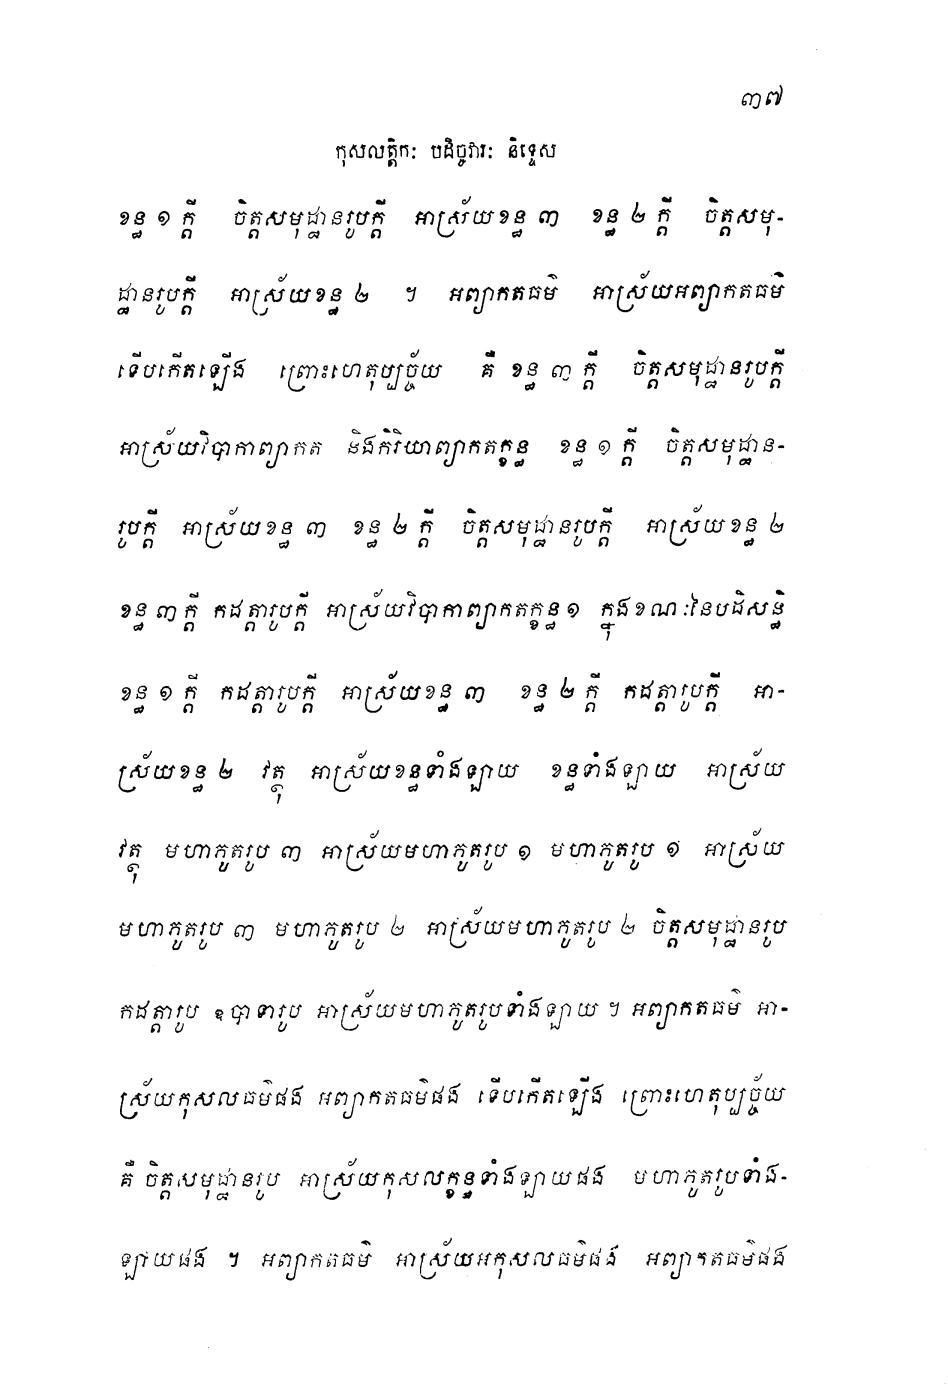 ៣៧
កុសលត្តិក: បដិច្ចវារ: និទ្ទេស
ខន្ធ ១ ក្ដី ចិត្តសមុដ្ឋានរូបក្ដី អាស្រ័យខន្ធ ៣ ខន្ធ ២ ក្ដី ចិត្តសមុ-
ដ្ឋានរូបក្ដី អាស្រ័យខន្ធ ២ ។ អព្យាកតធម៌ អាស្រ័យអព្យាកតធម៌
ទើបកើតឡើង ព្រោះហេតុប្បច្ច័យ គឺ ខន្ធ ៣ ក្ដី ចិត្តសមុដ្ឋានរូបក្ដី
អាស្រ័យវិបាកាព្យាកត និងកិរិយាព្យាកតក្ខន្ធ ខន្ធ ១ ក្ដី ចិត្តសមុដ្ឋាន-
រូបក្ដី អាស្រ័យខន្ធ ៣ ខន្ធ ២ ក្ដី ចិត្តសមុដ្ឋានរូបក្ដី អាស្រ័យខន្ធ ២
ខន្ធ ៣ ក្ដី កដត្តារូបក្ដី អាស្រ័យវិបាកាព្យាកតក្ខន្ធ ១ ក្នុងខណៈនៃបដិសន្ធិ
ខន្ធ ១ ក្ដី កដត្តារូបក្ដី អាស្រ័យខន្ធ ៣ ខន្ធ ២ ក្ដី កដត្តារូបក្ដី អា-
ស្រ័យខន្ធ ២ វត្ថុ អាស្រ័យខន្ធទាំងឡាយ ខន្ធទាំងឡាយ អាស្រ័យ
វត្ថុ មហាភូតរូប ៣ អាស្រ័យមហាភូតរូប ១ មហាភូតរូប ១ អាស្រ័យ
មហាភូតរូប ៣ មហាភូតរូប ២ អាស្រ័យមហាភូតរូប ២ ចិត្តសមុដ្ឋានរូប
កដត្តារូប ឧបាទារូប អាស្រ័យមហាភូតរូបទាំងឡាយ ។ អព្យាកតធម៌ អា-
ស្រ័យកុសលធម៌ផង អព្យាកតធម៌ផង ទើបកើតឡើង ព្រោះហេតុប្បច្ច័យ
គឺ ចិត្តសមុដ្ឋានរូប អាស្រ័យកុសលក្ខន្ធទាំងឡាយផង មហាភូតរូបទាំង-
ឡាយផង ។ អព្យាកតធម៌ អាស្រ័យអកុសលធម៌ផង អព្យាកតធម៌ផង